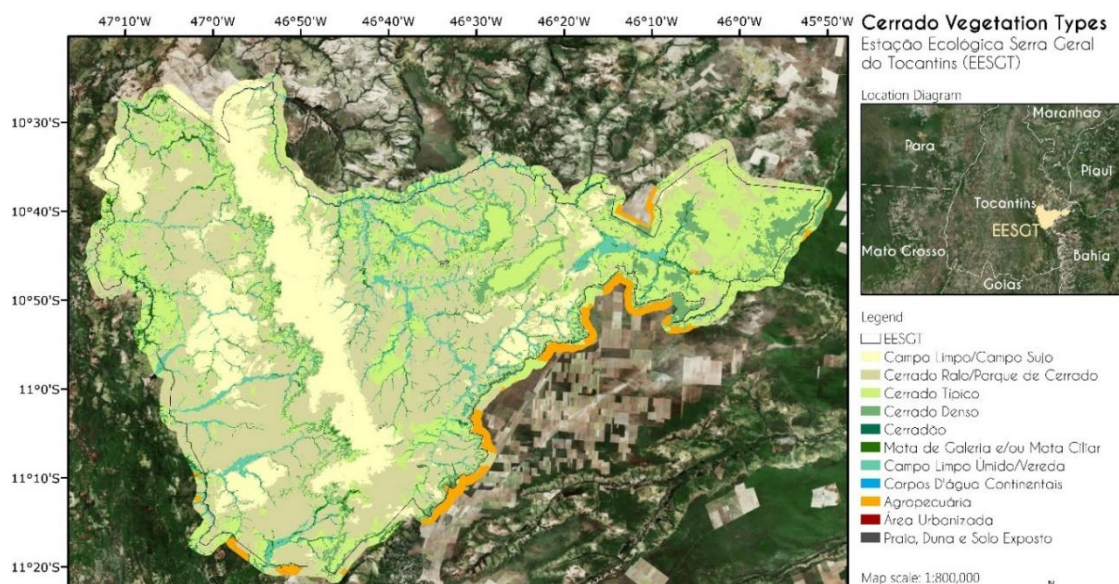 47°10'W 47°0'W 46°50'W 46°40'W 46°30'W 46°20'W 46°10'W 46°0'W 45°50'W
Cerrado Vegetation Types
Estação Ecológica Serra Geral
do Tocantins (EESGT)
Location Diagram
Maranhao
Para
Piaui
Tocantins
EESGT
Mato Grosso
Bahia
Goias
10°30'S
10°40'S
10°50'S
11°0'S
11°10'S
11°20'S
Legend
EESGT
Campo Limpo/Campo Sujo
Cerrado Ralo/Parque de Cerrado
Cerrado Típico
Cerrado Denso
Cerradão
Mata de Galeria e/ou Mata Ciliar
Campo Limpo Úmido/Vereda
Corpos D'água Continentais
Agropecuária
Área Urbanizada
Praia, Duna e Solo Exposto
Map scale: 1:800,000
N